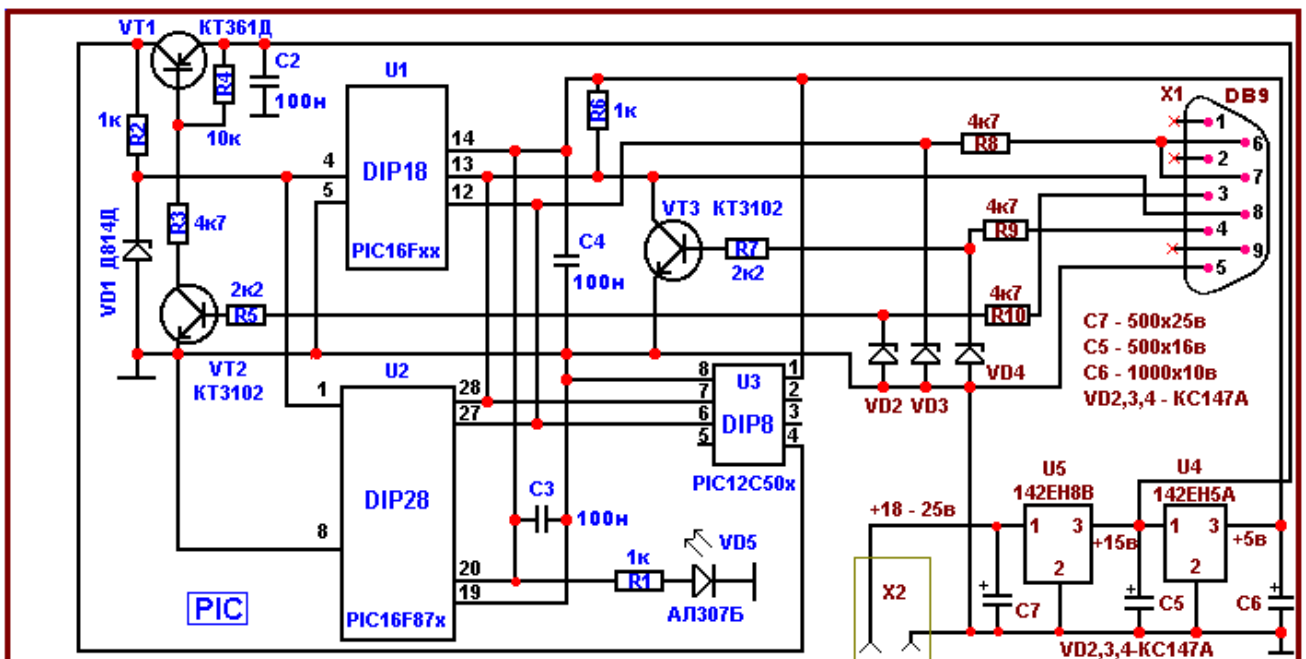 VT1
КТ361Д
C2
100н
R4
10к
1к
R2
U1
DIP18
PIC16Fxx
14
13
12
4
5
R6
1к
X1
DB9
1
6
2
7
3
8
4
9
5
4к7
R8
4к7
R9
4к7
R10
VT3 КТ3102
R7
2к2
C4
100н
R3
4к7
VD1 Д814Д
2к2
R5
VT2
КТ3102
U2
DIP28
PIC16F87x
1
8
28
27
20
19
U3
DIP8
PIC12C50x
8
7
6
5
1
2
3
4
VD2
VD3
VD4
C7 - 500x25в
C5 - 500x16в
C6 - 1000x10в
VD2,3,4 - КС147А
C3
100н
1к
R1
VD5
АЛ307Б
PIC
+18 - 25в
X2
U5
142ЕН8В
1
3
2
+15в
U4
142ЕН5А
1
3
2
+5в
+
C7
+
C5
+
C6
VD2,3,4-КС147А